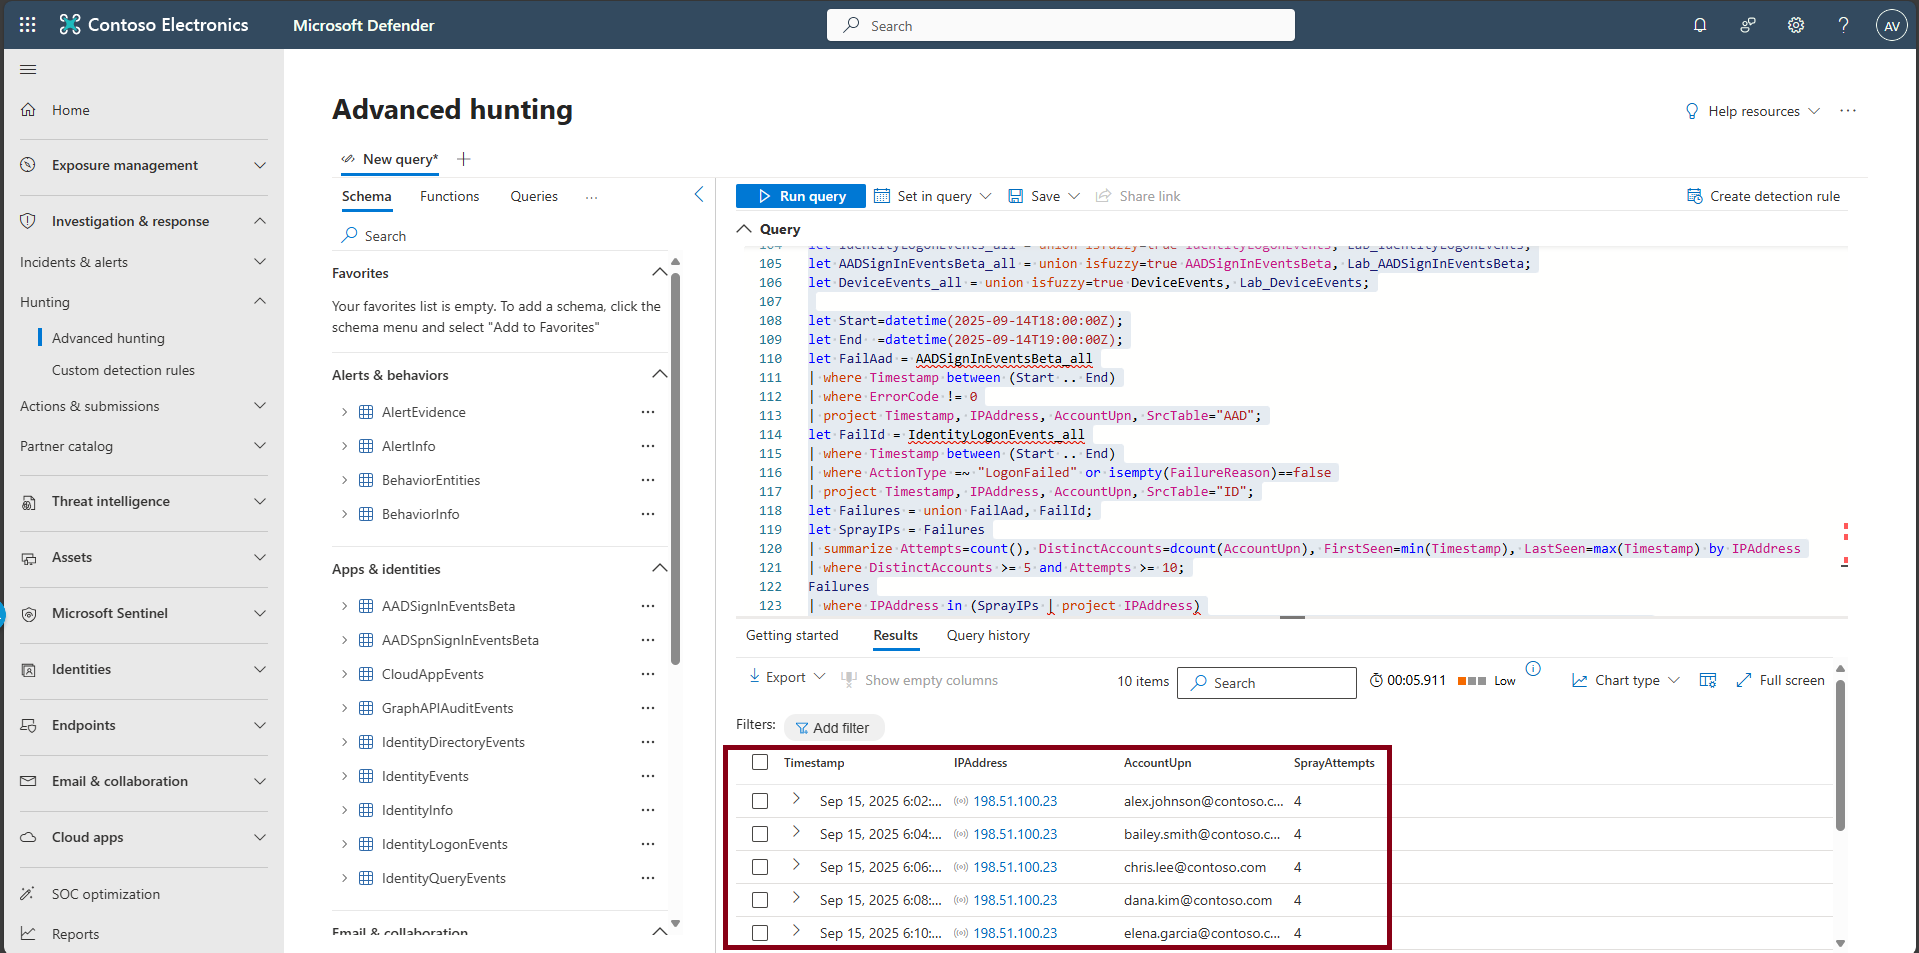 Contoso Electronics
Microsoft Defender
Search
AV
Home
Exposure management
Investigation & response
Incidents & alerts
Hunting
Advanced hunting
Custom detection rules
Actions & submissions
Partner catalog
Threat intelligence
Assets
Microsoft Sentinel
Identities
Endpoints
Email & collaboration
Cloud apps
SOC optimization
Reports
Advanced hunting
Help resources
New query*
Schema Functions Queries ...
Search
Favorites
Your favorites list is empty. To add a schema, click the
schema menu and select "Add to Favorites"
Alerts & behaviors
AlertEvidence
AlertInfo
BehaviorEntities
BehaviorInfo
Apps & identities
AADSignInEventsBeta
AADSpnSignInEventsBeta
CloudAppEvents
GraphAPIAuditEvents
IdentityDirectoryEvents
IdentityEvents
IdentityInfo
IdentityLogonEvents
IdentityQueryEvents
Email & collaboration
Run query Set in query Save Share link Create detection rule
Query
104 let IdentityLogonEvents_all = union isfuzzy=true IdentityLogonEvents, Lab_IdentityLogonEvents;
105 let AADSignInEventsBeta_all = union isfuzzy=true AADSignInEventsBeta, Lab_AADSignInEventsBeta;
106 let DeviceEvents_all = union isfuzzy=true DeviceEvents, Lab_DeviceEvents;
107
108 let Start=datetime(2025-09-14T18:00:00Z);
109 let End  =datetime(2025-09-14T19:00:00Z);
110 let FailAad = AADSignInEventsBeta_all
111 | where Timestamp between (Start .. End)
112 | where ErrorCode != 0
113 | project Timestamp, IPAddress, AccountUpn, SrcTable="AAD";
114 let FailId = IdentityLogonEvents_all
115 | where Timestamp between (Start .. End)
116 | where ActionType =~ "LogonFailed" or isempty(FailureReason)==false
117 | project Timestamp, IPAddress, AccountUpn, SrcTable="ID";
118 let Failures = union FailAad, FailId;
119 let SprayIPs = Failures
120 | summarize Attempts=count(), DistinctAccounts=dcount(AccountUpn), FirstSeen=min(Timestamp), LastSeen=max(Timestamp) by IPAddress
121 | where DistinctAccounts >= 5 and Attempts >= 10;
122 Failures
123 | where IPAddress in (SprayIPs | project IPAddress)
Getting started Results Query history
Export Show empty columns 10 items Search 00:05.911 Low Chart type Full screen
Filters: Add filter
Timestamp IPAddress AccountUpn SprayAttempts
Sep 15, 2025 6:02:... 198.51.100.23 alex.johnson@contoso.c... 4
Sep 15, 2025 6:04:... 198.51.100.23 bailey.smith@contoso.c... 4
Sep 15, 2025 6:06:... 198.51.100.23 chris.lee@contoso.com 4
Sep 15, 2025 6:08:... 198.51.100.23 dana.kim@contoso.com 4
Sep 15, 2025 6:10:... 198.51.100.23 elena.garcia@contoso.c... 4